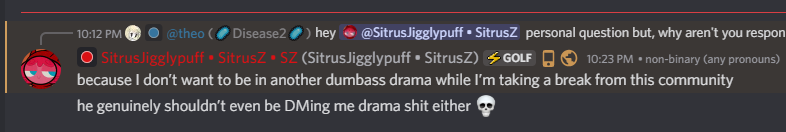 10:12 PM @theo ( Disease2 ) hey @SitrusJigglypuff • SitrusZ personal question but, why aren't you respon
SitrusJigglypuff • SitrusZ • SZ (SitrusJigglypuff • SitrusZ) ⚡GOLF 10:23 PM • non-binary (any pronouns)
because I don't want to be in another dumbass drama while I'm taking a break from this community
he genuinely shouldn't even be DMing me drama shit either 💀